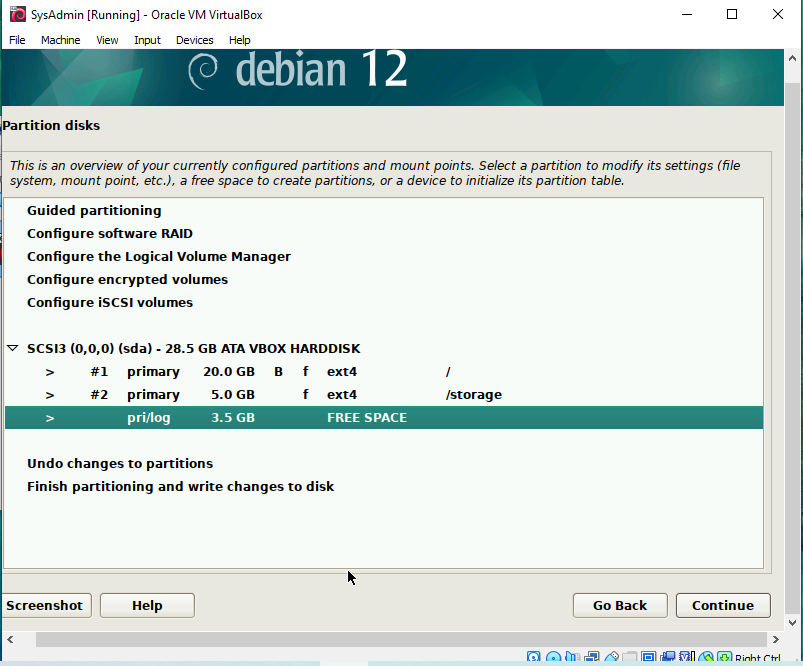 SysAdmin [Running] - Oracle VM VirtualBox
File Machine View Input Devices Help
debian 12
Partition disks
This is an overview of your currently configured partitions and mount points. Select a partition to modify its settings (file
system, mount point, etc.), a free space to create partitions, or a device to initialize its partition table.
Guided partitioning
Configure software RAID
Configure the Logical Volume Manager
Configure encrypted volumes
Configure iSCSI volumes
SCSI3 (0,0,0) (sda) - 28.5 GB ATA VBOX HARDDISK
> #1 primary 20.0 GB B f ext4 /
> #2 primary 5.0 GB f ext4 /storage
> pri/log 3.5 GB FREE SPACE
Undo changes to partitions
Finish partitioning and write changes to disk
Screenshot Help Go Back Continue
Right Ctrl